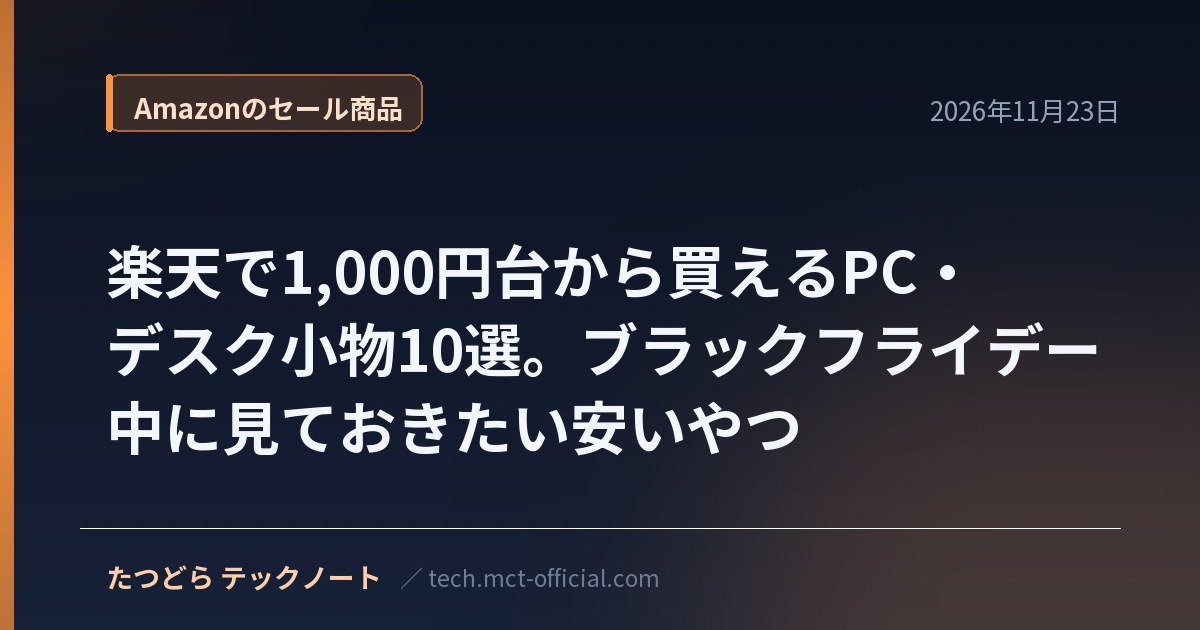 Amazonのセール商品
2026年11月23日
楽天で1,000円台から買えるPC・
デスク小物10選。ブラックフライデー
中に見ておきたい安いやつ
たつどら テックノート ／ tech.mct-official.com